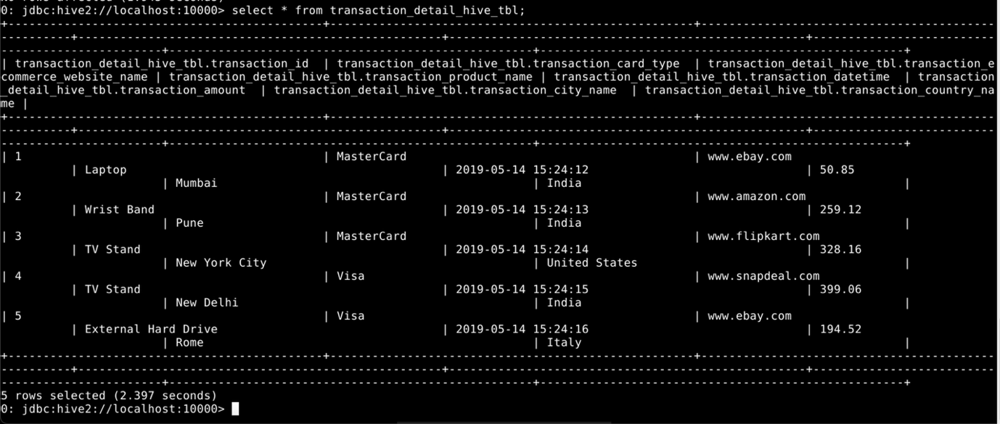 0: jdbc:hive2://localhost:10000> select * from transaction_detail_hive_tbl;
+----------------------------------------------+-----------------------------------------------------+------------------------------------------
----------+-----------------------------------------------------+----------------------------------------------------+--------------------------
-----------------------+-----------------------------------------------------+-----------------------------------------------------+
| transaction_detail_hive_tbl.transaction_id  | transaction_detail_hive_tbl.transaction_card_type  | transaction_detail_hive_tbl.transaction_e
commerce_website_name | transaction_detail_hive_tbl.transaction_product_name | transaction_detail_hive_tbl.transaction_datetime  | transaction
_detail_hive_tbl.transaction_amount  | transaction_detail_hive_tbl.transaction_city_name  | transaction_detail_hive_tbl.transaction_country_na
me |
+----------------------------------------------+-----------------------------------------------------+------------------------------------------
----------+-----------------------------------------------------+----------------------------------------------------+--------------------------
-----------------------+-----------------------------------------------------+-----------------------------------------------------+
| 1 | MasterCard | www.ebay.com
| Laptop | 2019-05-14 15:24:12 | 50.85
| Mumbai | India |
| 2 | MasterCard | www.amazon.com
| Wrist Band | 2019-05-14 15:24:13 | 259.12
| Pune | India |
| 3 | MasterCard | www.flipkart.com
| TV Stand | 2019-05-14 15:24:14 | 328.16
| New York City | United States |
| 4 | Visa | www.snapdeal.com
| TV Stand | 2019-05-14 15:24:15 | 399.06
| New Delhi | India |
| 5 | Visa | www.ebay.com
| External Hard Drive | 2019-05-14 15:24:16 | 194.52
| Rome | Italy |
+----------------------------------------------+-----------------------------------------------------+------------------------------------------
----------+-----------------------------------------------------+----------------------------------------------------+--------------------------
-----------------------+-----------------------------------------------------+-----------------------------------------------------+
5 rows selected (2.397 seconds)
0: jdbc:hive2://localhost:10000>